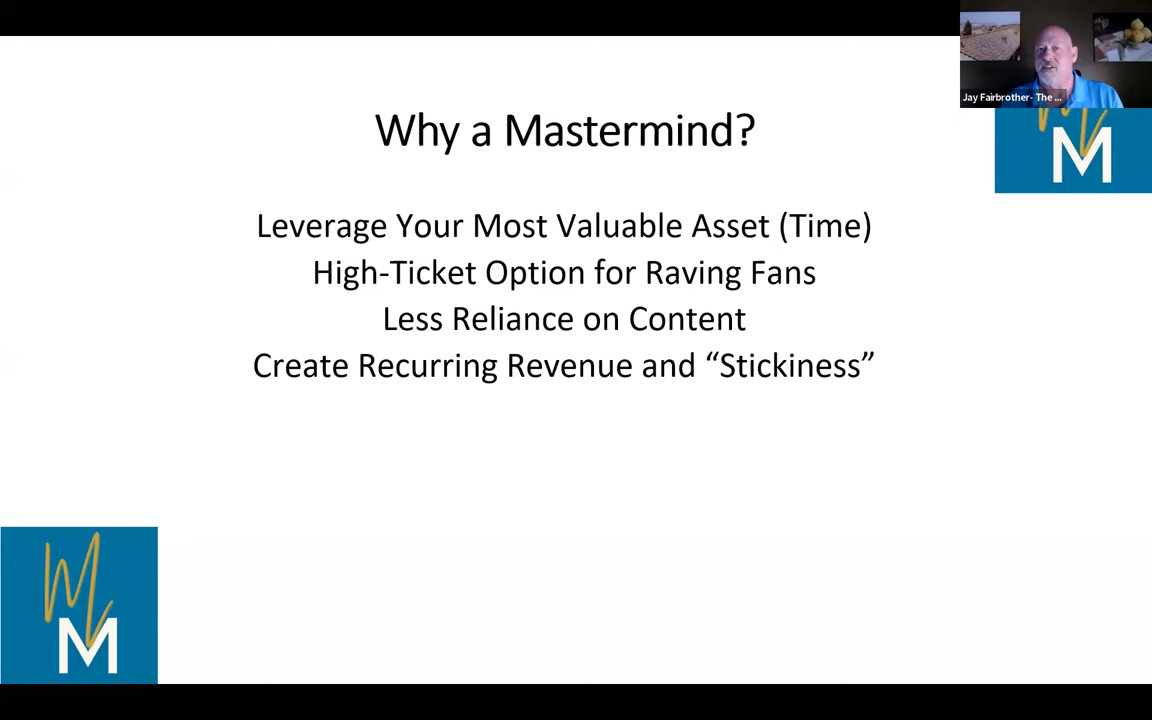 Jay Fairbrother- The ...
Why a Mastermind?
M
M
Leverage Your Most Valuable Asset (Time)
High-Ticket Option for Raving Fans
Less Reliance on Content
Create Recurring Revenue and “Stickiness”
M
M